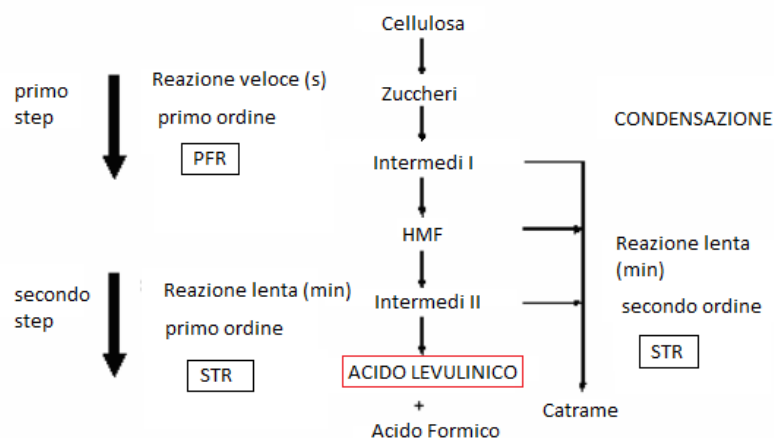 Cellulosa
primo
step
Reazione veloce (s)
primo ordine
PFR
Zuccheri
CONDENSAZIONE
Intermedi I
HMF
Reazione lenta
(min)
secondo ordine
STR
secondo
step
Reazione lenta (min)
primo ordine
STR
Intermedi II
ACIDO LEVULINICO
+
Acido Formico
Catrame